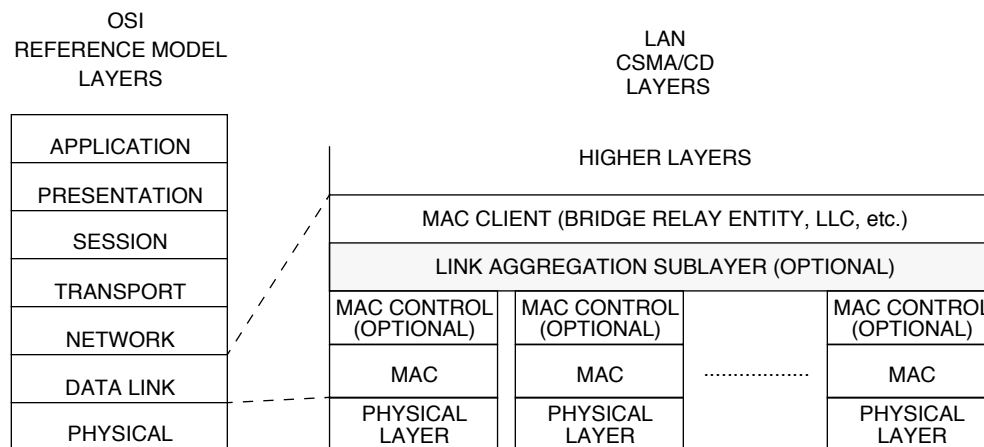 OSI
REFERENCE MODEL
LAYERS
APPLICATION
PRESENTATION
SESSION
TRANSPORT
NETWORK
DATA LINK
PHYSICAL
LAN
CSMA/CD
LAYERS
HIGHER LAYERS
MAC CLIENT (BRIDGE RELAY ENTITY, LLC, etc.)
LINK AGGREGATION SUBLAYER (OPTIONAL)
MAC CONTROL
(OPTIONAL)
MAC CONTROL
(OPTIONAL)
MAC CONTROL
(OPTIONAL)
MAC
MAC
..................
MAC
PHYSICAL
LAYER
PHYSICAL
LAYER
PHYSICAL
LAYER